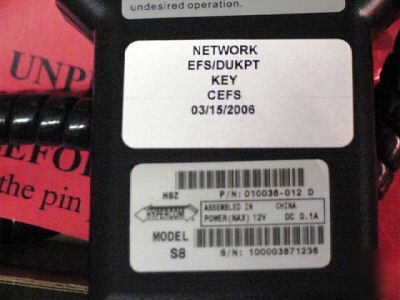 undesired operation.
NETWORK
EFS/DUKPT
KEY
CEFS
03/15/2006
UNP
EFO
the pin
HSZ P/N: 010036-012 D
HYPERCOM
ASSEMBLED IN CHINA
POWER(MAX) 12V DC 0.1A
MODEL
S8
S/N: 100003871236